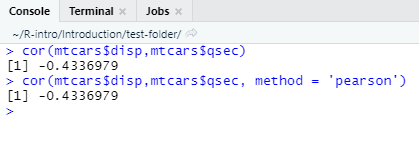 Console Terminal × Jobs ×
~/R-intro/Introduction/test-folder/
> cor(mtcars$disp,mtcars$qsec)
[1] -0.4336979
> cor(mtcars$disp,mtcars$qsec, method = 'pearson')
[1] -0.4336979
>